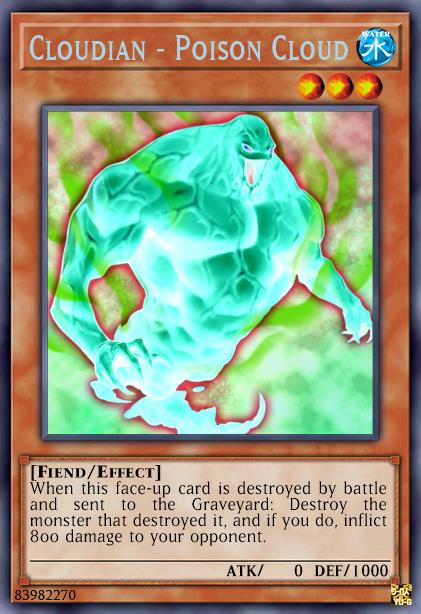 CLOUDIAN - POISON CLOUD
WATER
水
[FIEND/EFFECT]
When this face-up card is destroyed by battle
and sent to the Graveyard: Destroy the
monster that destroyed it, and if you do, inflict
800 damage to your opponent.
ATK/ 0 DEF/1000
83982270